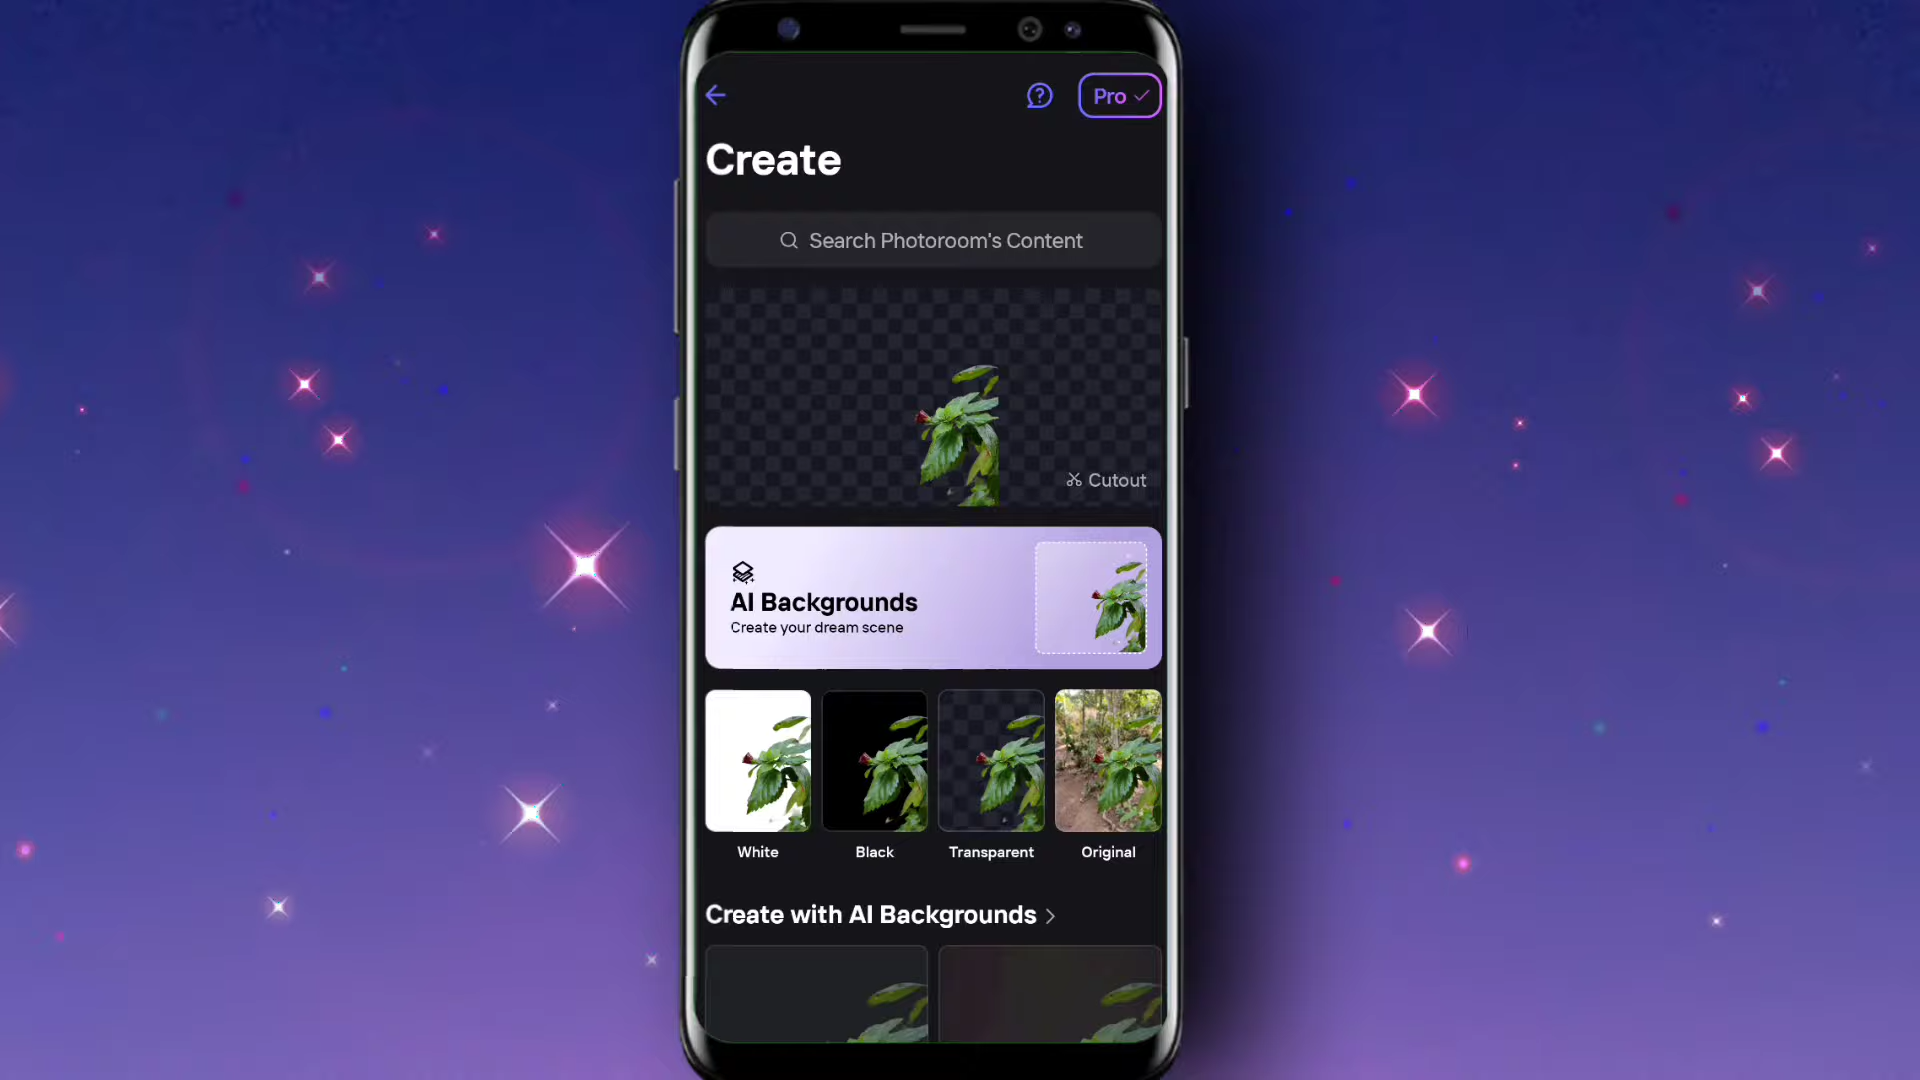 Pro
Create
Search Photoroom's Content
Cutout
AI Backgrounds
Create your dream scene
White
Black
Transparent
Original
Create with AI Backgrounds